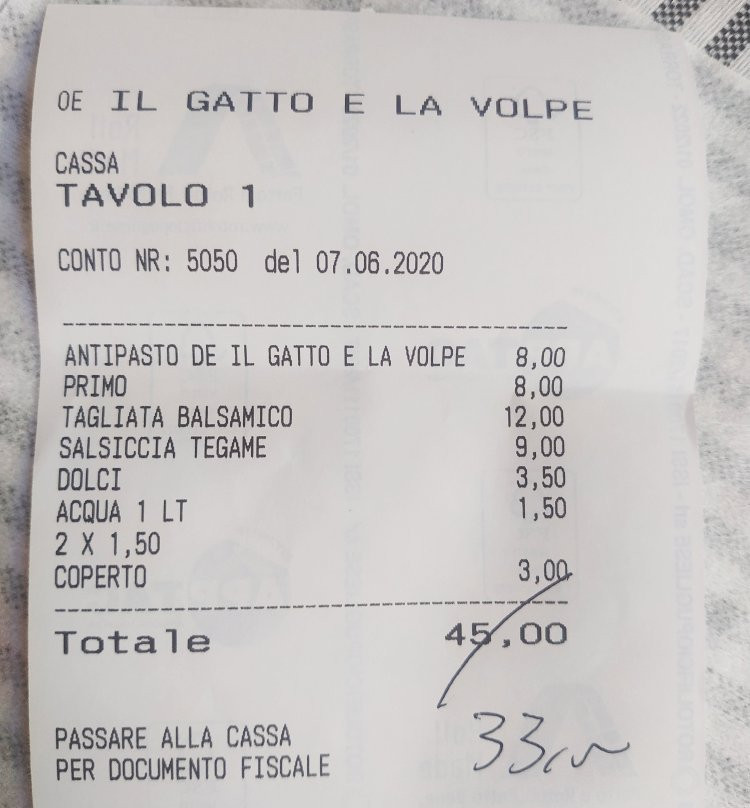 OE IL GATTO E LA VOLPE
CASSA
TAVOLO 1
CONTO NR: 5050 del 07.06.2020
ANTIPASTO DE IL GATTO E LA VOLPE 8,00
PRIMO 8,00
TAGLIATA BALSAMICO 12,00
SALSICCIA TEGAME 9,00
DOLCI 3,50
ACQUA 1 LT 1,50
2 X 1,50
COPERTO 3,00
Totale 45,00
33
PASSARE ALLA CASSA
PER DOCUMENTO FISCALE